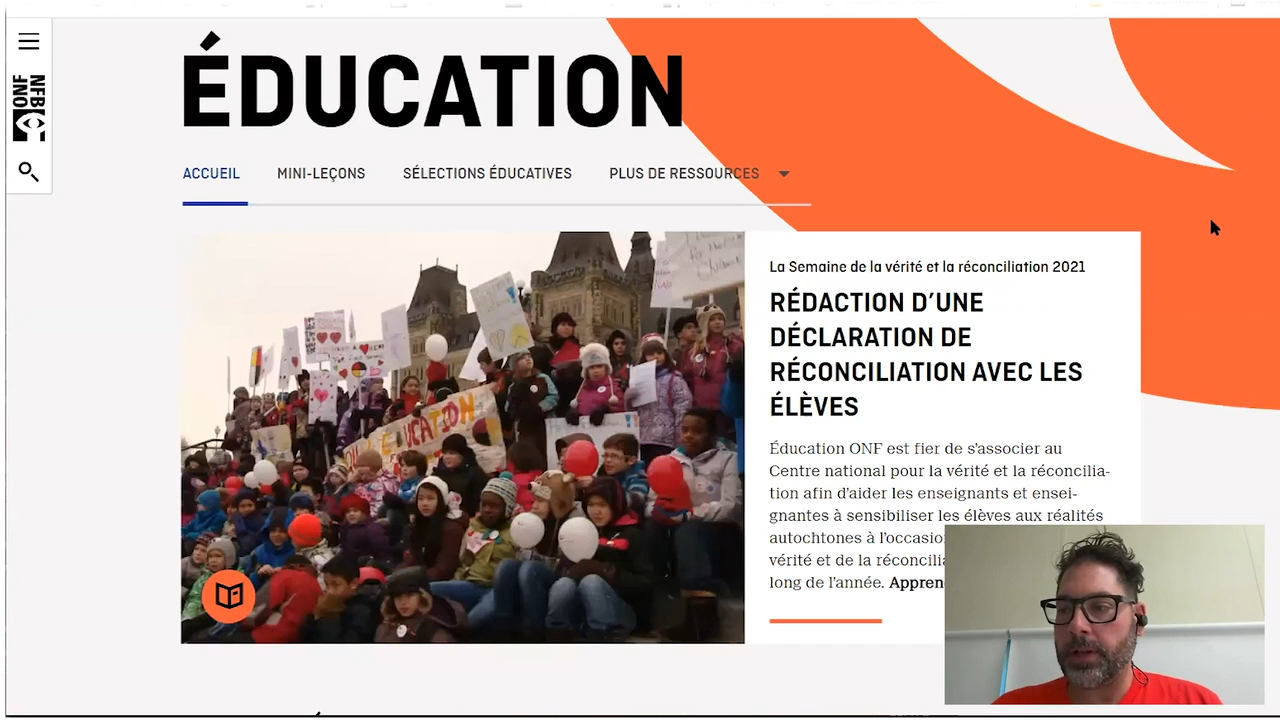 ÉDUCATION
NFB
ONF
ACCUEIL MINI-LEÇONS SÉLECTIONS ÉDUCATIVES PLUS DE RESSOURCES
La Semaine de la vérité et la réconciliation 2021
RÉDACTION D’UNE
DÉCLARATION DE
RÉCONCILIATION AVEC LES
ÉLÈVES
Éducation ONF est fier de s’associer au
Centre national pour la vérité et la réconcilia-
tion afin d’aider les enseignants et ensei-
gnantes à sensibiliser les élèves aux réalités
autochtones à l’occasio
vérité et de la réconcilia
long de l’année. Appren
UCATION